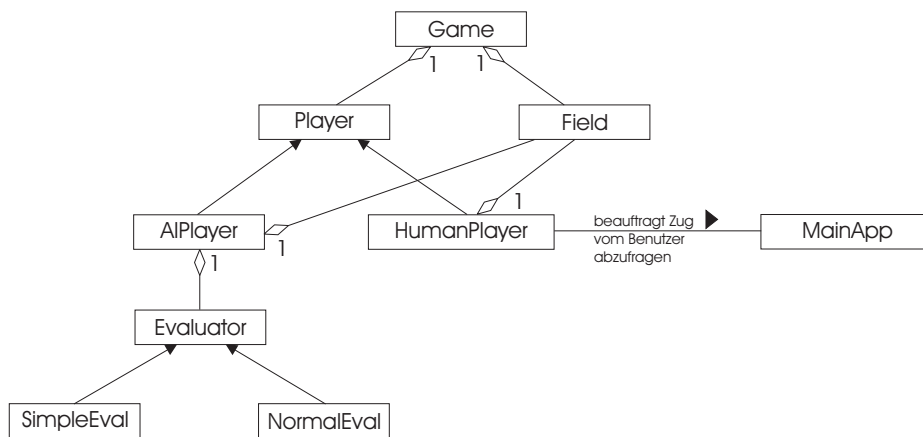 Game
1
1
Player
Field
AIPlayer
1
1
HumanPlayer
1
beauftragt Zug
vom Benutzer
abzufragen
MainApp
Evaluator
SimpleEval
NormalEval